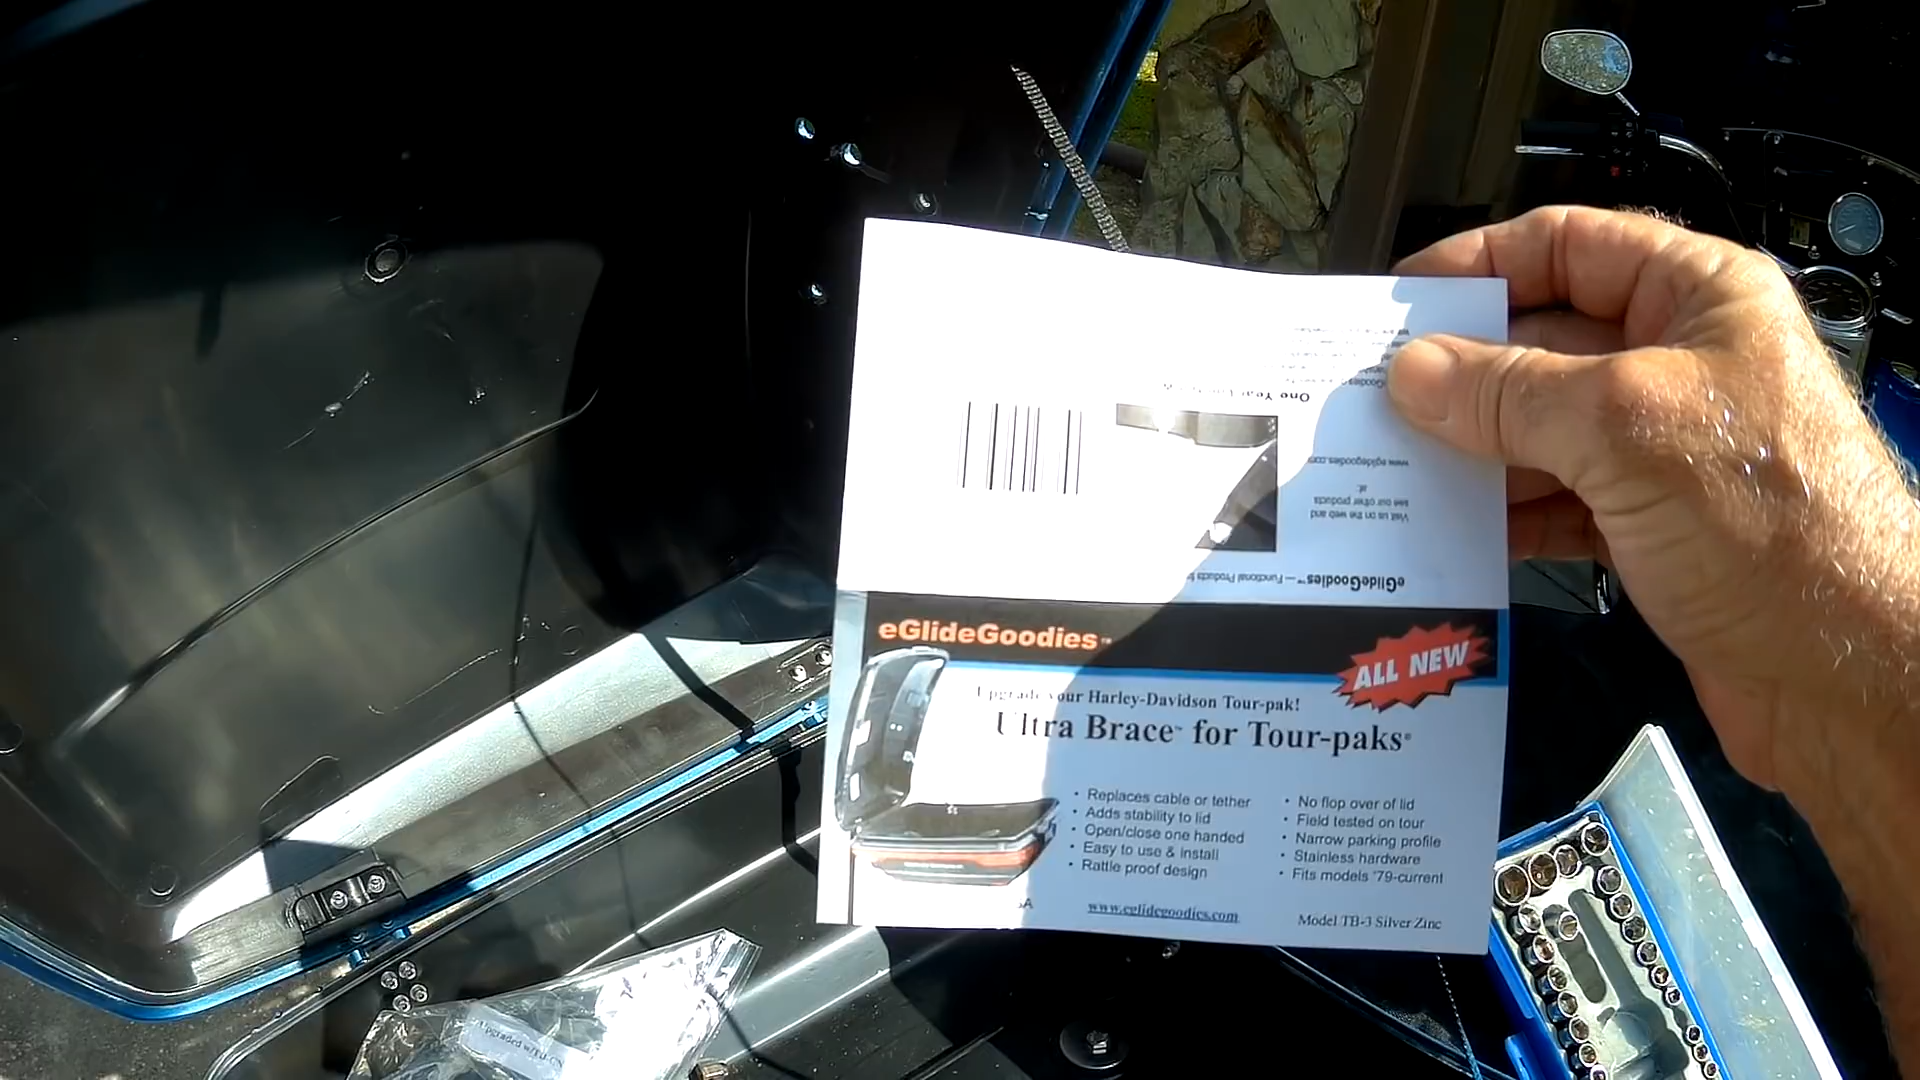 One Year
www.eglidegoodies.com
at:
see our other products
Visit us on the web and
eGlideGoodies™ — Functional Products
eGlideGoodies™
ALL NEW
Upgrade your Harley-Davidson Tour-pak!
Ultra Brace™ for Tour-paks®
• Replaces cable or tether
• Adds stability to lid
• Open/close one handed
• Easy to use & install
• Rattle proof design
• No flop over of lid
• Field tested on tour
• Narrow parking profile
• Stainless hardware
• Fits models '79-current
www.eglidegoodies.com
Model TB-3 Silver Zinc
Upgraded